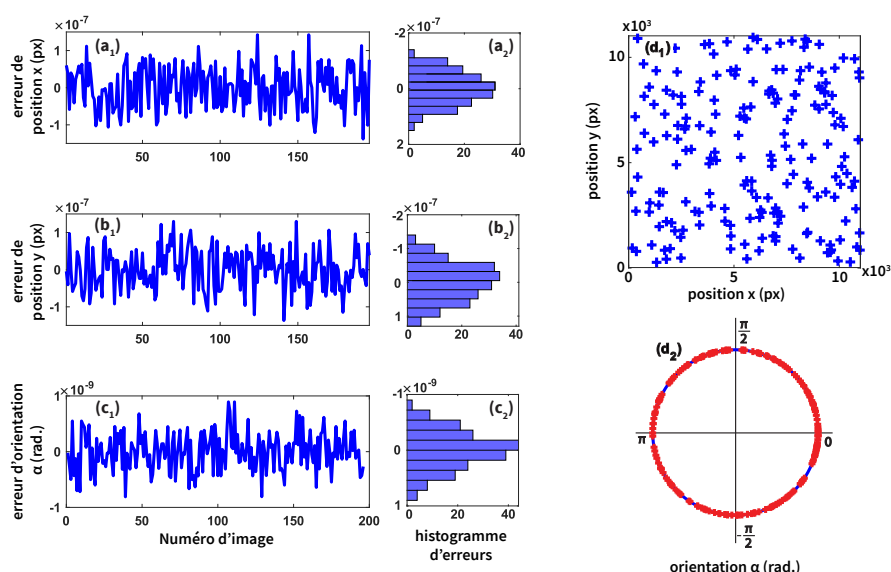 ×10⁻⁷
(a₁)
erreur de
position x (px)
1
0
-1
50
100
150
×10⁻⁷
-2
(a₂)
0
2
0
20
40
×10⁻⁷
(b₁)
erreur de
position y (px)
1
0
-1
50
100
150
×10⁻⁷
-2
(b₂)
-1
0
1
0
20
40
×10⁻⁹
(c₁)
erreur d'orientation
α (rad.)
1
0
-1
0
50
100
150
200
Numéro d'image
×10⁻⁹
-1
(c₂)
0
1
0
20
40
histogramme
d'erreurs
x10³
(d₁)
10
5
0
position y (px)
0
5
10
x10³
position x (px)
(d₂)
π/2
π
0
-π/2
orientation α (rad.)